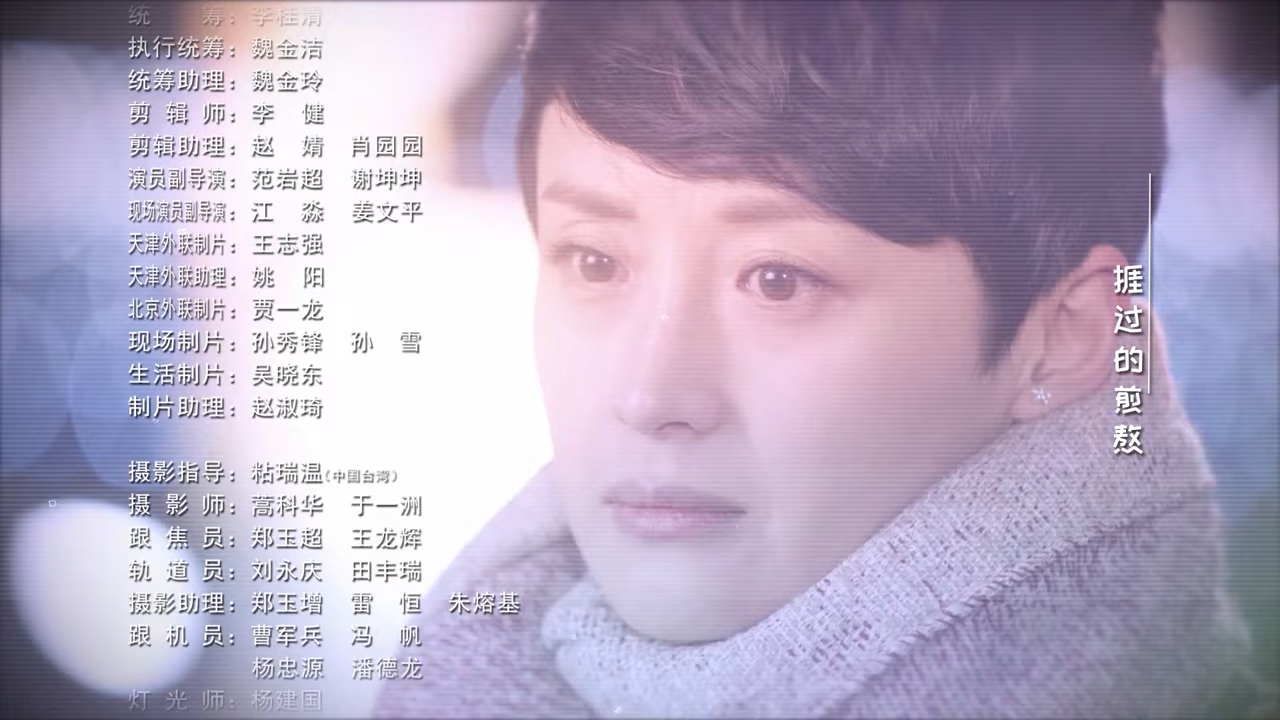 统 筹：李桂清
执行统筹：魏金洁
统筹助理：魏金玲
剪 辑 师：李 健
剪辑助理：赵 婧 肖园园
演员副导演：范岩超 谢坤坤
现场演员副导演：江 淼 姜文平
天津外联制片：王志强
天津外联助理：姚 阳
北京外联制片：贾一龙
现场制片：孙秀锋 孙 雪
生活制片：吴晓东
制片助理：赵淑琦
摄影指导：粘瑞温（中国台湾）
摄 影 师：蒿科华 于一洲
跟 焦 员：郑玉超 王龙辉
轨 道 员：刘永庆 田丰瑞
摄影助理：郑玉增 雷 恒 朱熔基
跟 机 员：曹军兵 冯 帆
杨忠源 潘德龙
灯 光 师：杨建国
捱过的煎熬